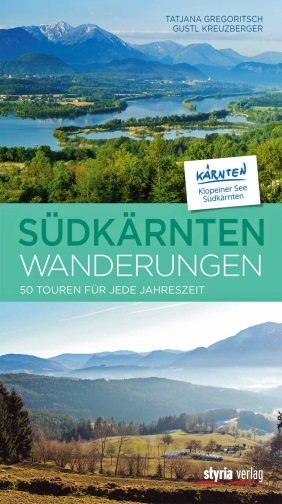 TATJANA GREGORITSCH
GUSTL KREUZBERGER
KÄRNTEN
Klopeiner See
Südkärnten
SÜDKÄRNTEN
WANDERUNGEN
50 TOUREN FÜR JEDE JAHRESZEIT
styria verlag